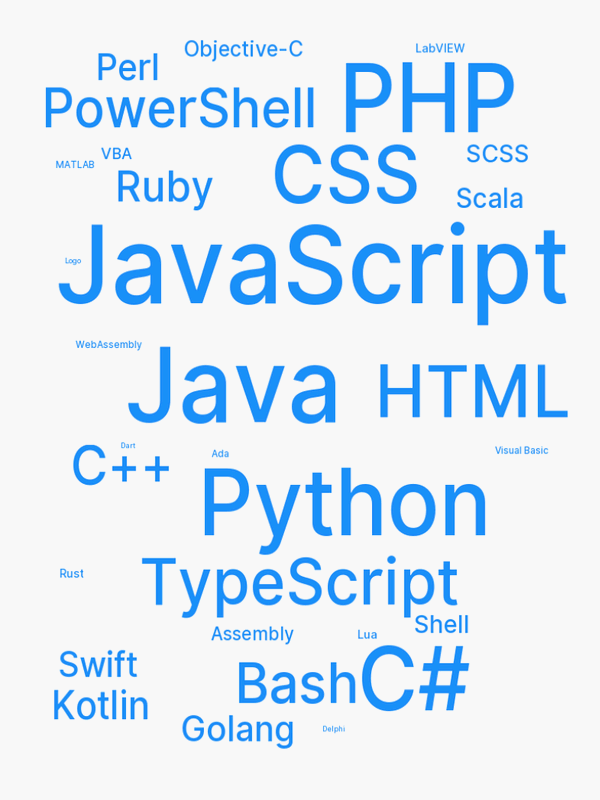 Objective-C
LabVIEW
Perl
PHP
PowerShell
CSS
SCSS
VBA
MATLAB
Ruby
Scala
JavaScript
Logo
WebAssembly
Java
HTML
Dart
C++
Ada
Visual Basic
Python
Rust
TypeScript
Shell
Assembly
Lua
Swift
Bash
C#
Kotlin
Golang
Delphi